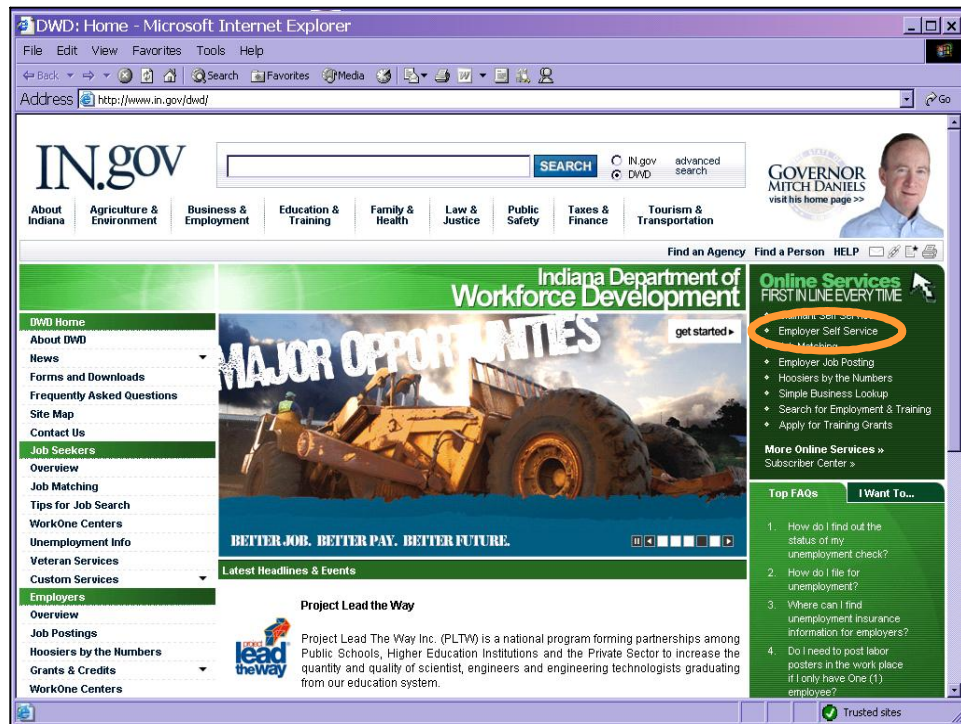 DWD: Home - Microsoft Internet Explorer
File Edit View Favorites Tools Help
Back Search Favorites Media
Address http://www.in.gov/dwd/ Go
IN.gov
SEARCH
IN.gov
DWD
advanced
search
GOVERNOR
MITCH DANIELS
visit his home page >>
About
Indiana
Agriculture &
Environment
Business &
Employment
Education &
Training
Family &
Health
Law &
Justice
Public
Safety
Taxes &
Finance
Tourism &
Transportation
Find an Agency Find a Person HELP
Indiana Department of
Workforce Development
Online Services
FIRST IN LINE EVERY TIME
DWD Home
About DWD
News
Forms and Downloads
Frequently Asked Questions
Site Map
Contact Us
Job Seekers
Overview
Job Matching
Tips for Job Search
WorkOne Centers
Unemployment Info
Veteran Services
Custom Services
Employers
Overview
Job Postings
Hoosiers by the Numbers
Grants & Credits
WorkOne Centers
MAJOR OPPORTUNITIES
get started
BETTER JOB. BETTER PAY. BETTER FUTURE.
Latest Headlines & Events
Project Lead the Way
project
lead
the way
Project Lead The Way Inc. (PLTW) is a national program forming partnerships among
Public Schools, Higher Education Institutions and the Private Sector to increase the
quantity and quality of scientist, engineers and engineering technologists graduating
from our education system.
Claimant Self Service
Employer Self Service
Job Matching
Employer Job Posting
Hoosiers by the Numbers
Simple Business Lookup
Search for Employment & Training
Apply for Training Grants
More Online Services »
Subscriber Center »
Top FAQs
I Want To...
1. How do I find out the
status of my
unemployment check?
2. How do I file for
unemployment?
3. Where can I find
unemployment insurance
information for employers?
4. Do I need to post labor
posters in the work place
if I only have One (1)
employee?
Trusted sites